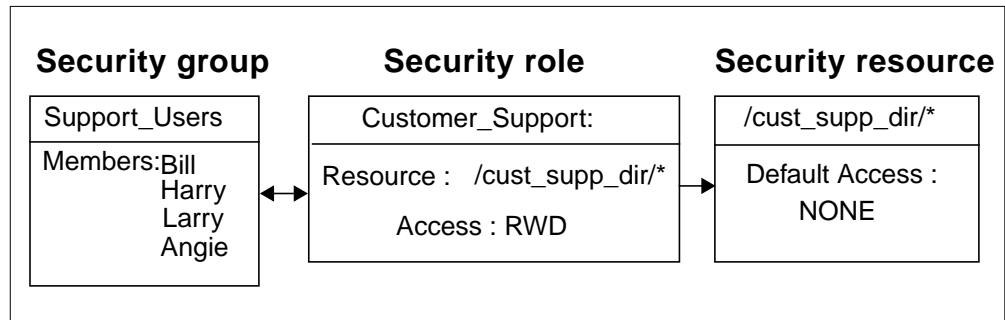 Security group
Support_Users
Members:Bill
Harry
Larry
Angie
Security role
Customer_Support:
Resource : /cust_supp_dir/*
Access : RWD
Security resource
/cust_supp_dir/*
Default Access :
NONE